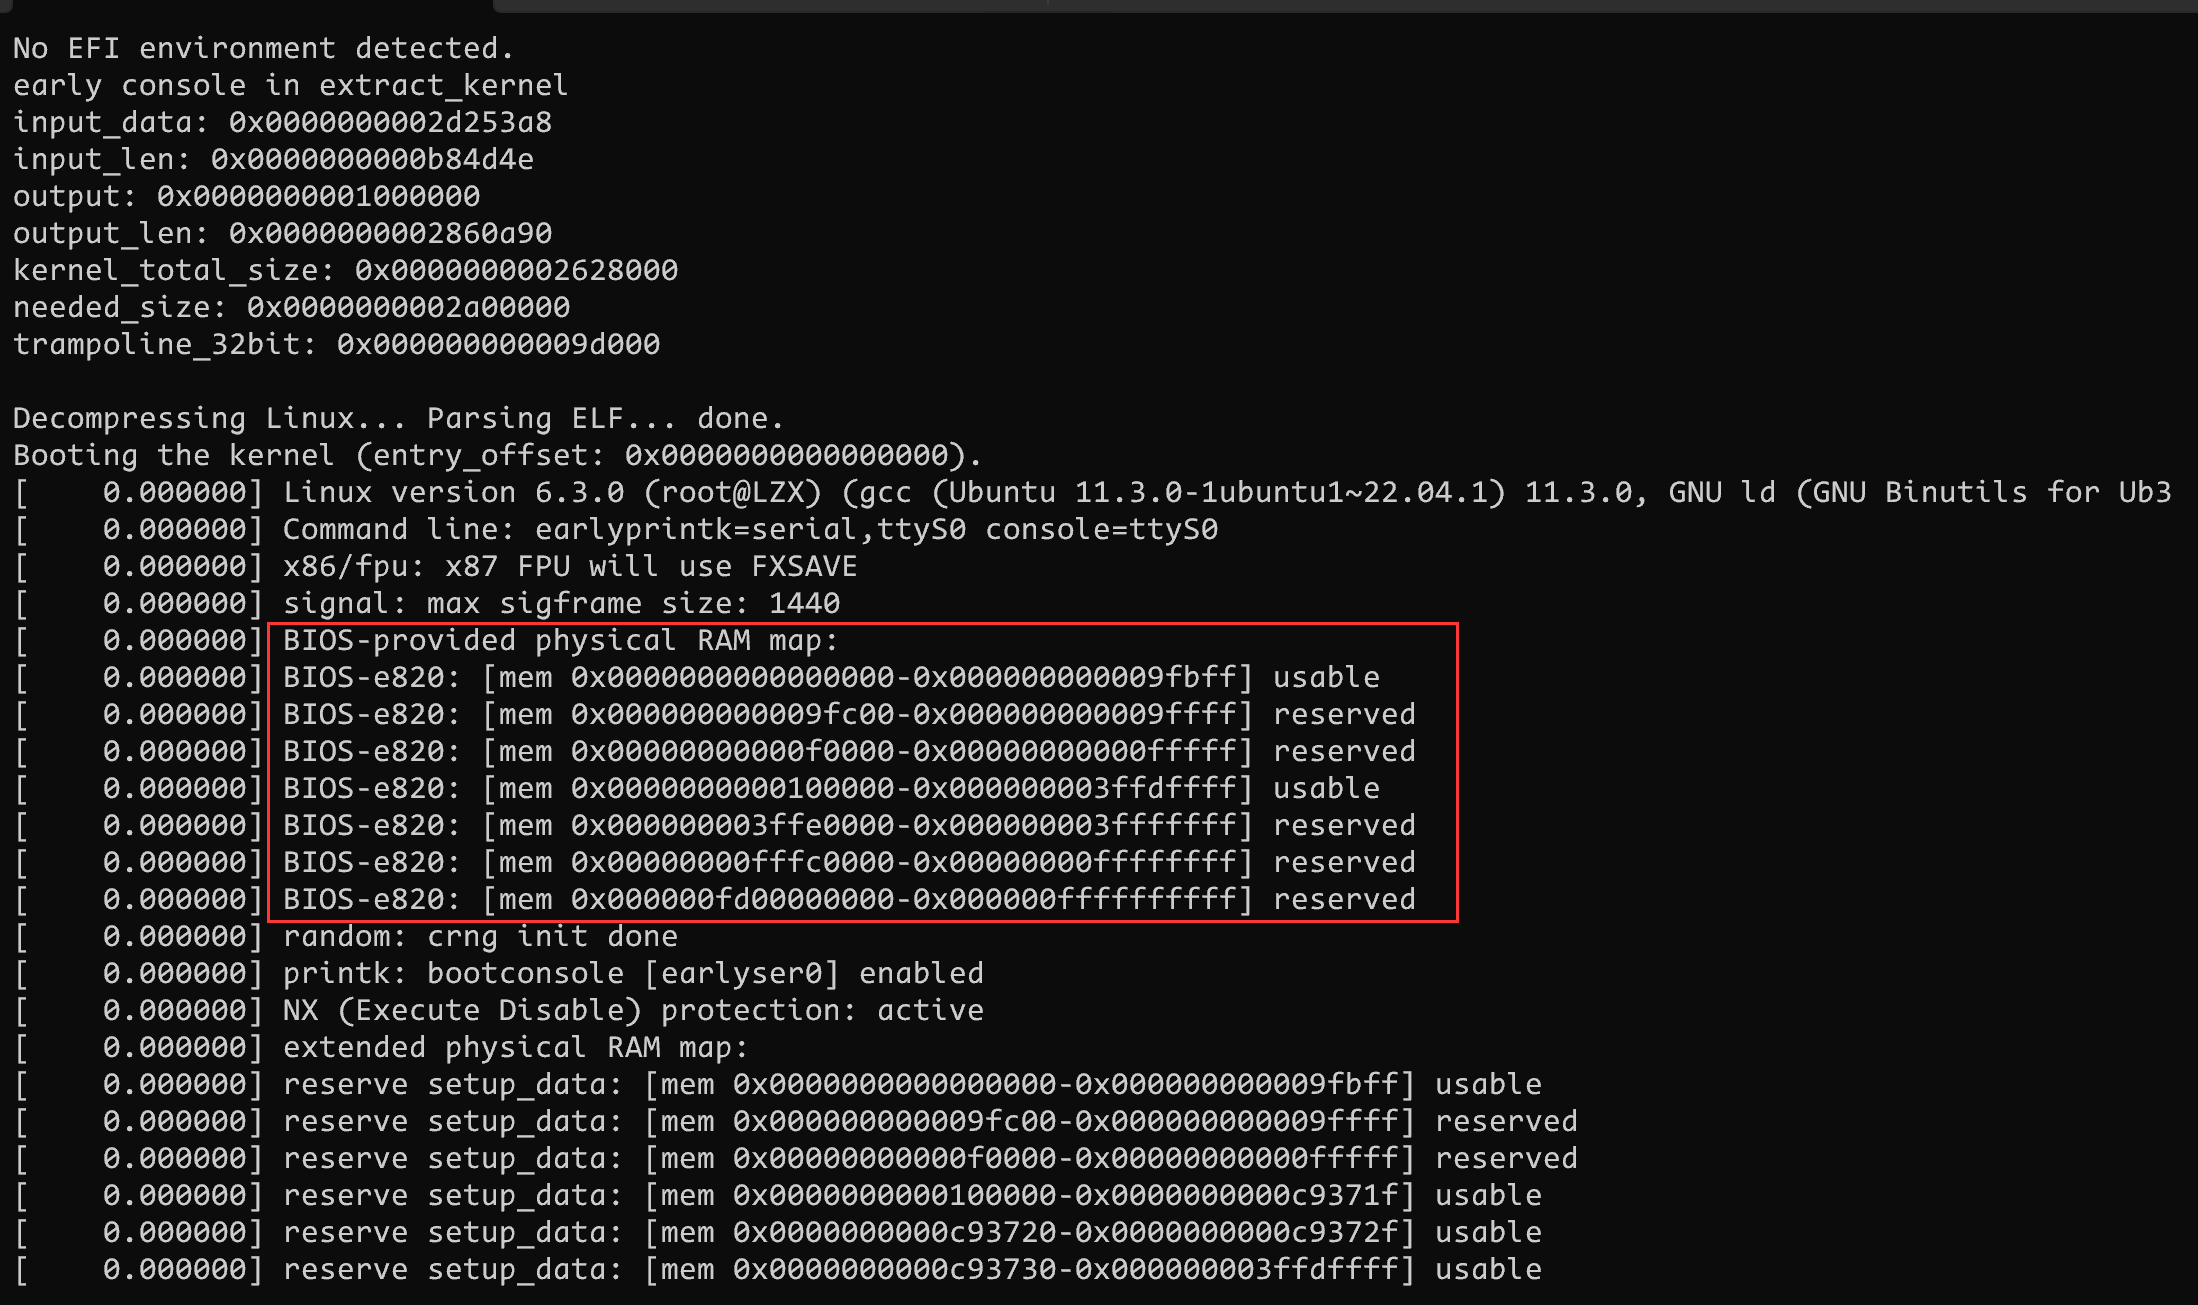 No EFI environment detected.
early console in extract_kernel
input_data: 0x0000000002d253a8
input_len: 0x0000000000b84d4e
output: 0x0000000001000000
output_len: 0x0000000002860a90
kernel_total_size: 0x0000000002628000
needed_size: 0x0000000002a00000
trampoline_32bit: 0x000000000009d000
Decompressing Linux... Parsing ELF... done.
Booting the kernel (entry_offset: 0x0000000000000000).
[    0.000000] Linux version 6.3.0 (root@LZX) (gcc (Ubuntu 11.3.0-1ubuntu1~22.04.1) 11.3.0, GNU ld (GNU Binutils for Ub3
[    0.000000] Command line: earlyprintk=serial,ttyS0 console=ttyS0
[    0.000000] x86/fpu: x87 FPU will use FXSAVE
[    0.000000] signal: max sigframe size: 1440
[    0.000000] BIOS-provided physical RAM map:
[    0.000000] BIOS-e820: [mem 0x0000000000000000-0x000000000009fbff] usable
[    0.000000] BIOS-e820: [mem 0x000000000009fc00-0x000000000009ffff] reserved
[    0.000000] BIOS-e820: [mem 0x00000000000f0000-0x00000000000fffff] reserved
[    0.000000] BIOS-e820: [mem 0x0000000000100000-0x000000003ffdffff] usable
[    0.000000] BIOS-e820: [mem 0x000000003ffe0000-0x000000003fffffff] reserved
[    0.000000] BIOS-e820: [mem 0x00000000fffc0000-0x00000000ffffffff] reserved
[    0.000000] BIOS-e820: [mem 0x000000fd00000000-0x000000ffffffffff] reserved
[    0.000000] random: crng init done
[    0.000000] printk: bootconsole [earlyser0] enabled
[    0.000000] NX (Execute Disable) protection: active
[    0.000000] extended physical RAM map:
[    0.000000] reserve setup_data: [mem 0x0000000000000000-0x000000000009fbff] usable
[    0.000000] reserve setup_data: [mem 0x000000000009fc00-0x000000000009ffff] reserved
[    0.000000] reserve setup_data: [mem 0x00000000000f0000-0x00000000000fffff] reserved
[    0.000000] reserve setup_data: [mem 0x0000000000100000-0x0000000000c9371f] usable
[    0.000000] reserve setup_data: [mem 0x0000000000c93720-0x0000000000c9372f] usable
[    0.000000] reserve setup_data: [mem 0x0000000000c93730-0x000000003ffdffff] usable